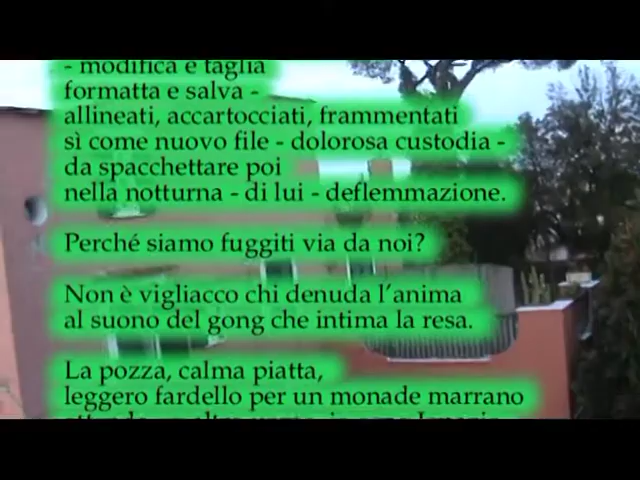 - modifica e taglia
formatta e salva -
allineati, accartocciati, frammentati
sì come nuovo file - dolorosa custodia -
da spacchettare poi
nella notturna - di lui - deflemmazione.
Perché siamo fuggiti via da noi?
Non è vigliacco chi denuda l'anima
al suono del gong che intima la resa.
La pozza, calma piatta,
leggero fardello per un monade marrano